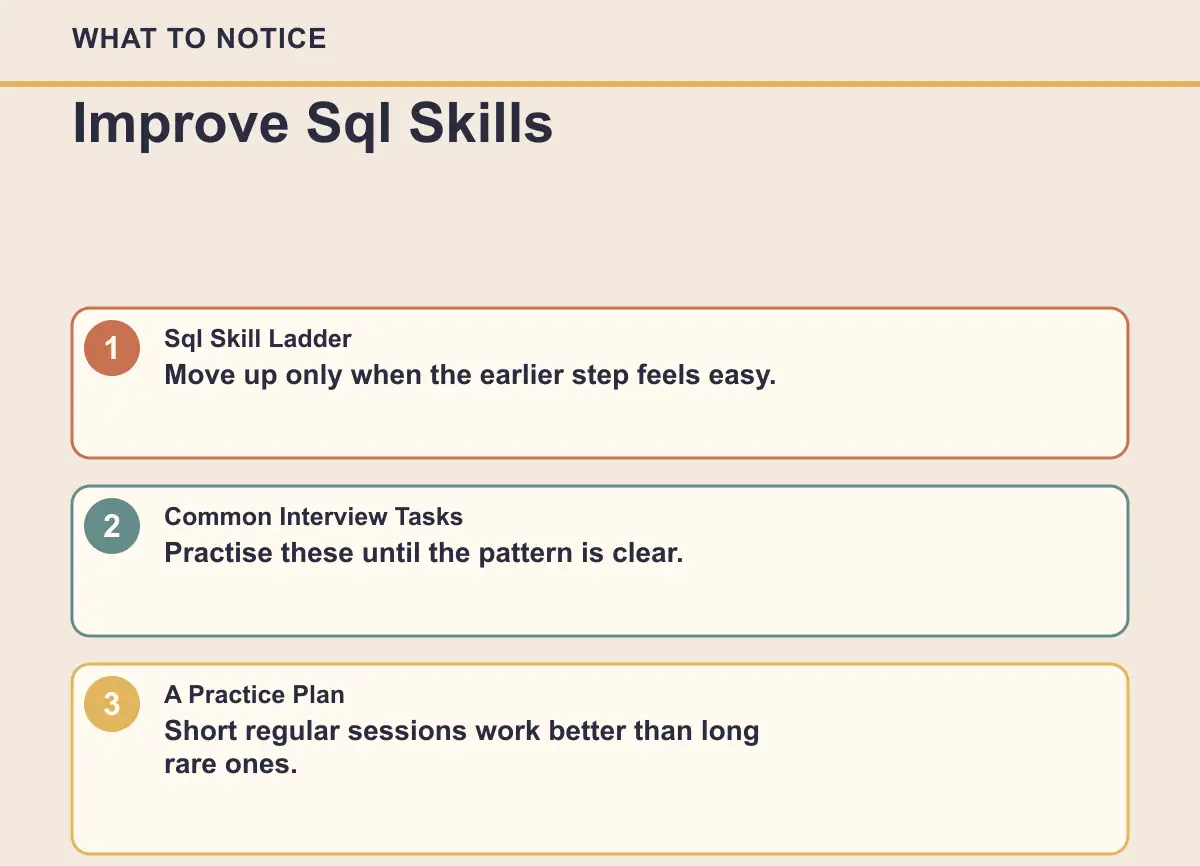 WHAT TO NOTICE
Improve Sql Skills
1
Sql Skill Ladder
Move up only when the earlier step feels easy.
2
Common Interview Tasks
Practise these until the pattern is clear.
3
A Practice Plan
Short regular sessions work better than long
rare ones.